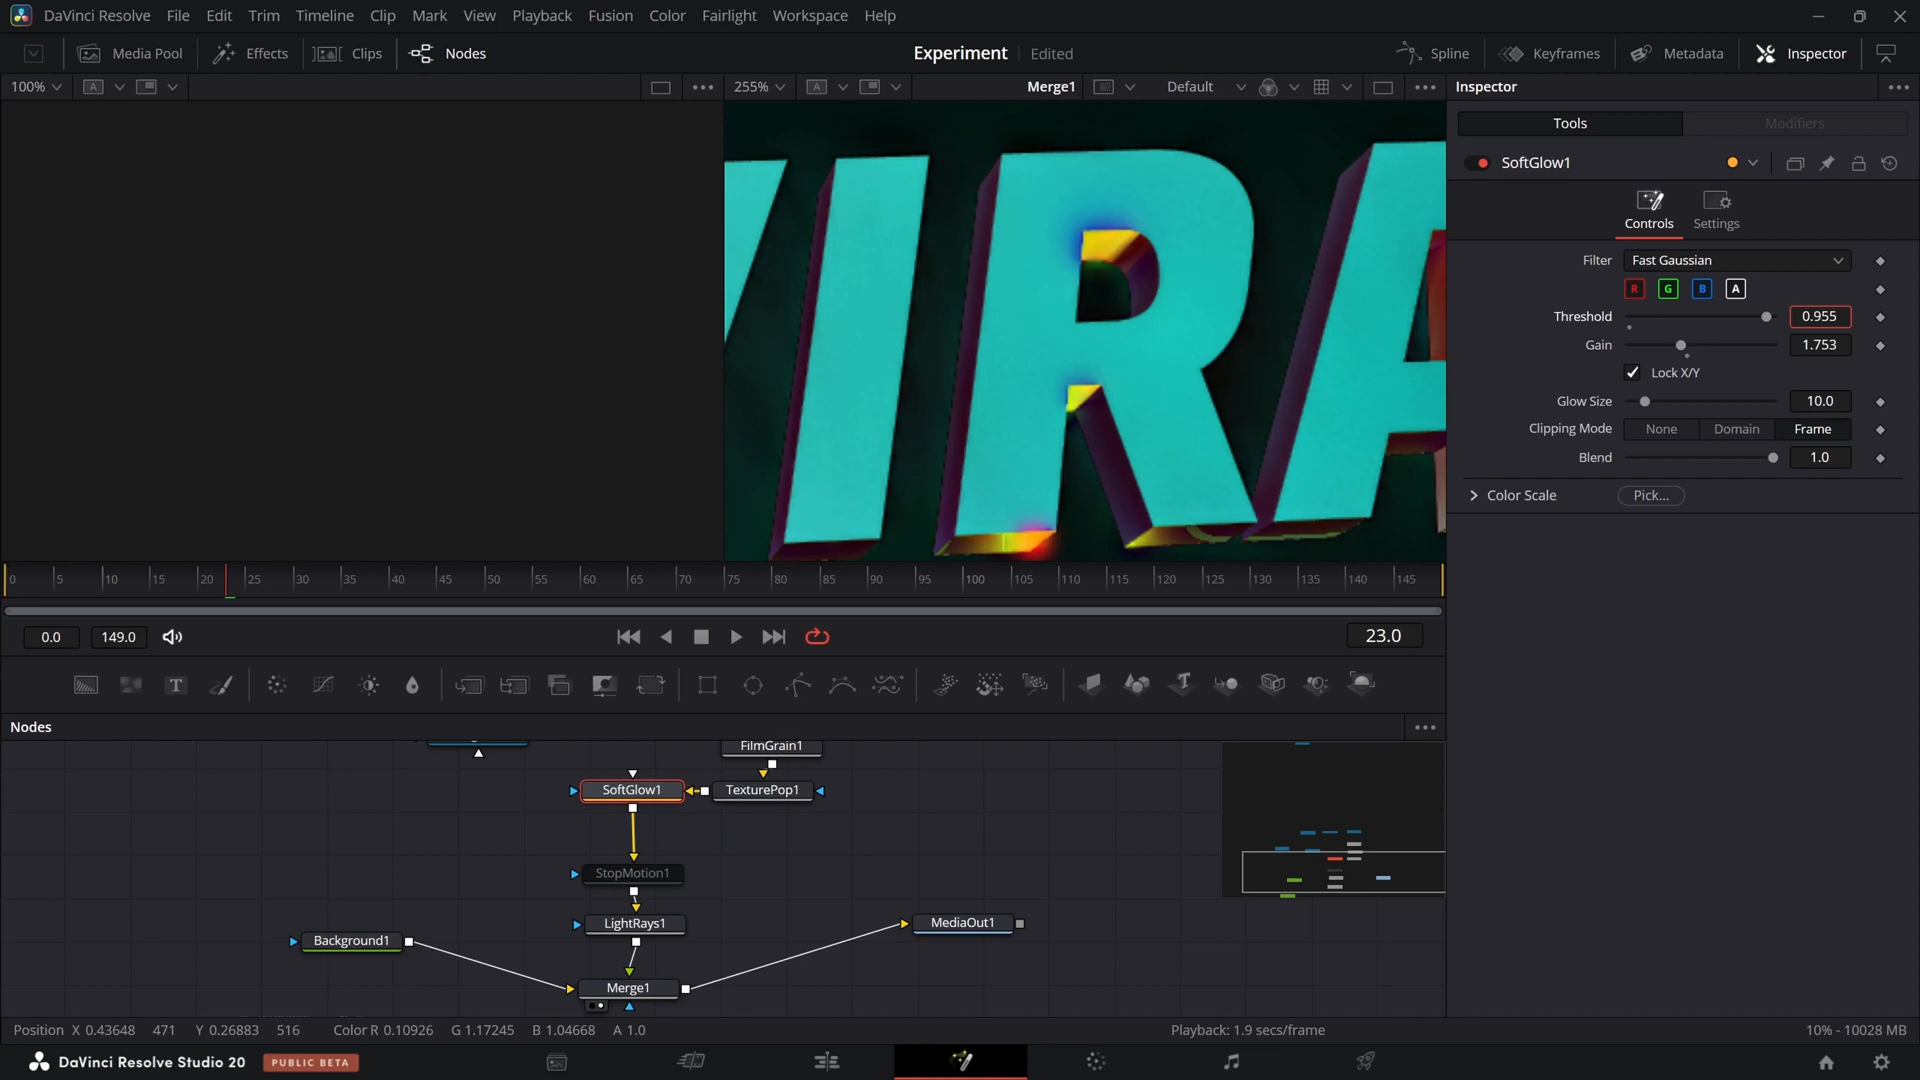 DaVinci Resolve File Edit Trim Timeline Clip Mark View Playback Fusion Color Fairlight Workspace Help
Media Pool Effects Clips Nodes Experiment Edited Spline Keyframes Metadata Inspector
100% A 255% A Merge1 Default Inspector
Tools Modifiers
SoftGlow1
Controls Settings
Filter Fast Gaussian
R G B A
Threshold 0.955
Gain 1.753
Lock X/Y
Glow Size 10.0
Clipping Mode None Domain Frame
Blend 1.0
Color Scale Pick...
IRA
0 5 10 15 20 25 30 35 40 45 50 55 60 65 70 75 80 85 90 95 100 105 110 115 120 125 130 135 140 145
0.0 149.0 23.0
T T
Nodes
FilmGrain1
SoftGlow1 TexturePop1
StopMotion1
LightRays1 MediaOut1
Background1
Merge1
Position X 0.43648 471 Y 0.26883 516 Color R 0.10926 G 1.17245 B 1.04668 A 1.0 Playback: 1.9 secs/frame 10% - 10028 MB
DaVinci Resolve Studio 20 PUBLIC BETA